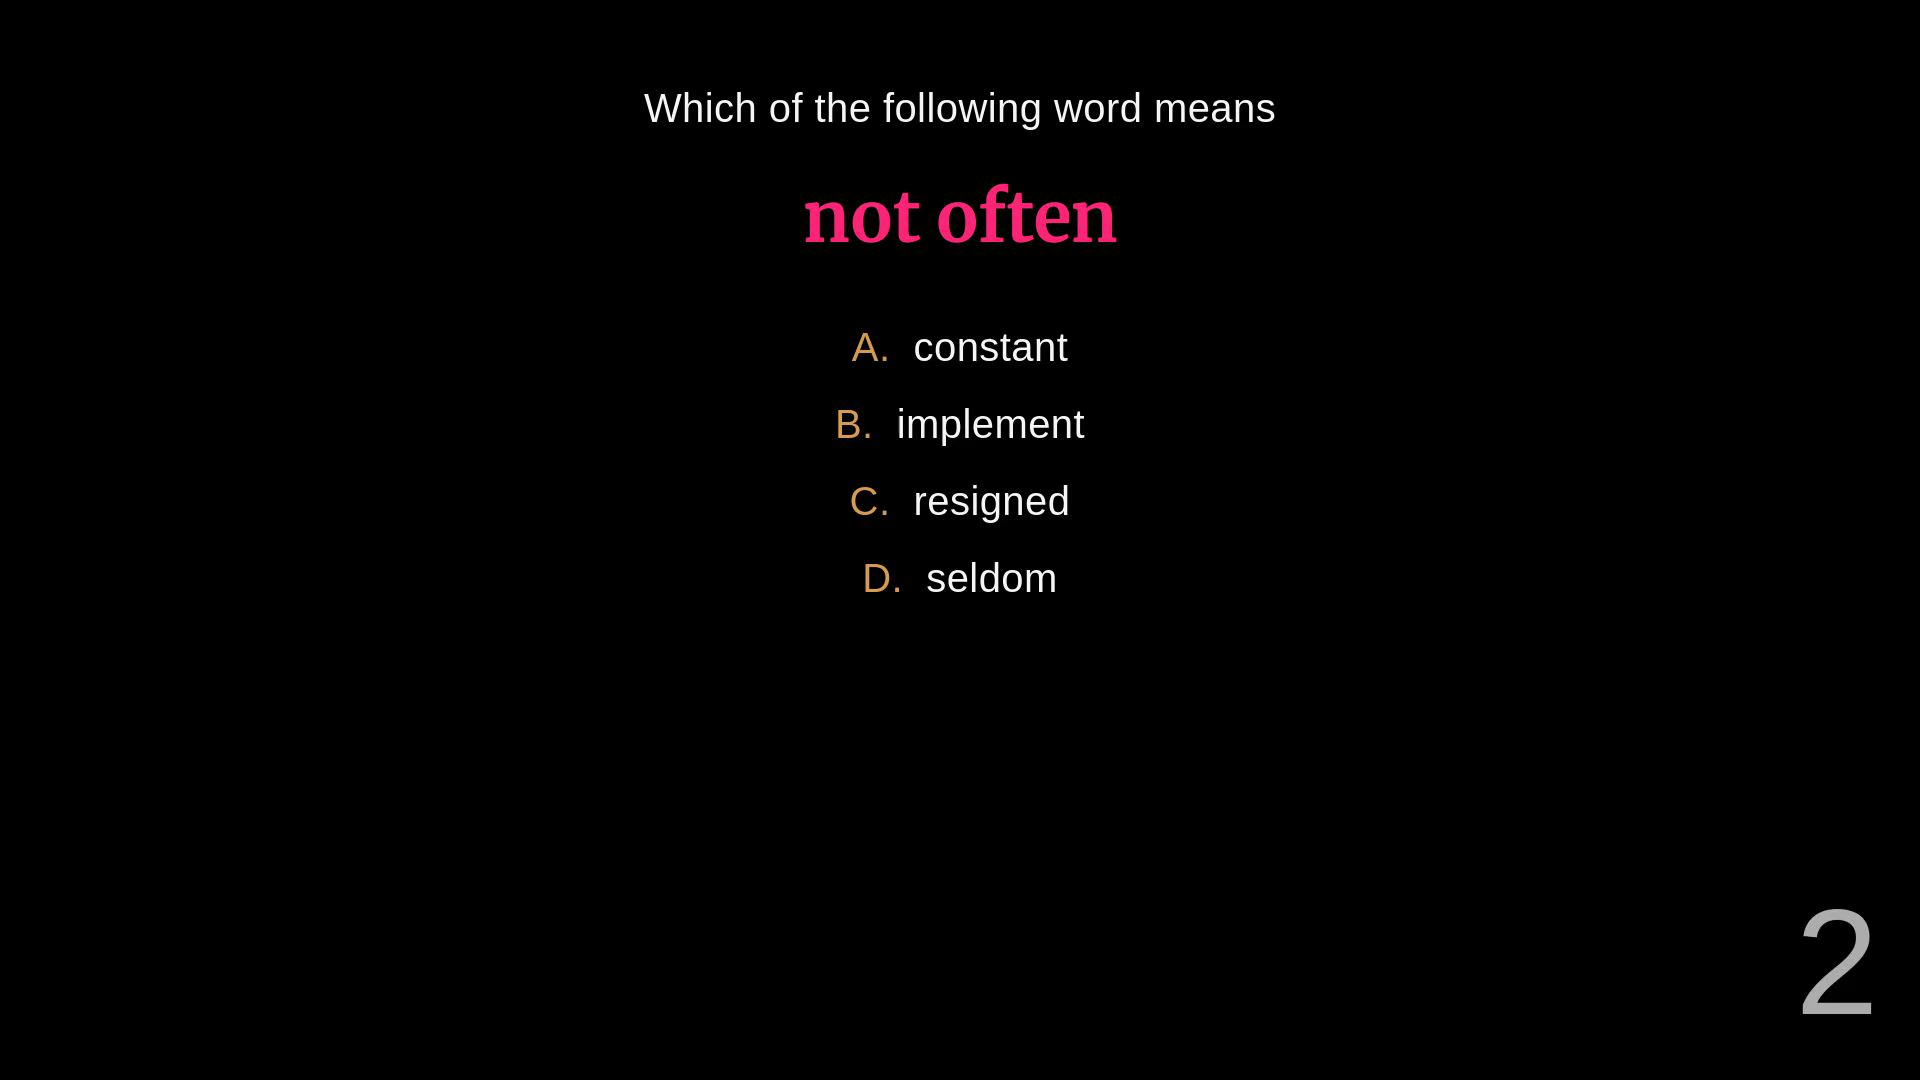 Which of the following word means
not often
A. constant
B. implement
C. resigned
D. seldom
2